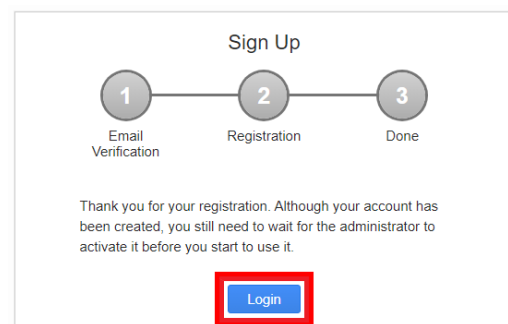 Sign Up
1 2 3
Email Verification
Registration
Done
Thank you for your registration. Although your account has
been created, you still need to wait for the administrator to
activate it before you start to use it.
Login